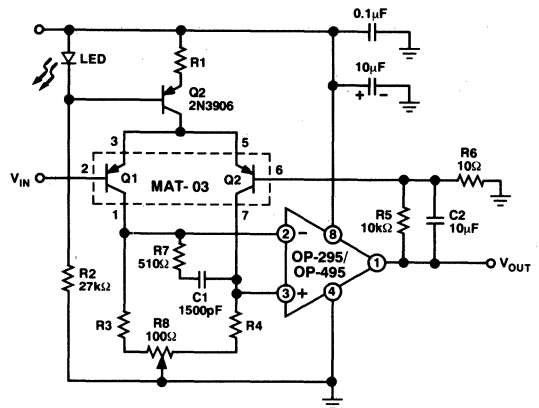 0.1µF
LED
R1
10µF
+ −
Q2
2N3906
3
5
R6
10Ω
VIN
2
Q1
MAT-03
Q2
6
1
7
R5
10kΩ
C2
10µF
2 −
8
R7
510Ω
OP-295/
OP-495
1
VOUT
R2
27kΩ
C1
1500pF
3 +
4
R3
R8
100Ω
R4